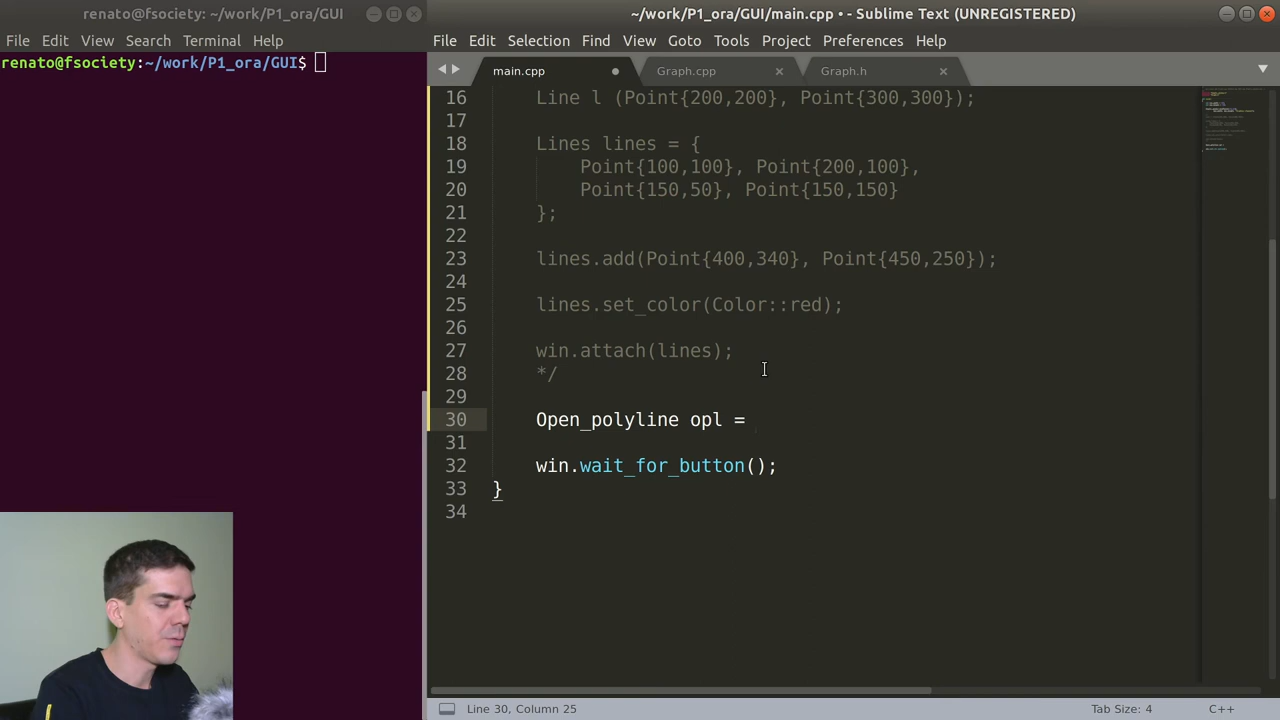 renato@fsociety: ~/work/P1_ora/GUI
File Edit View Search Terminal Help
renato@fsociety:~/work/P1_ora/GUI$
~/work/P1_ora/GUI/main.cpp • - Sublime Text (UNREGISTERED)
File Edit Selection Find View Goto Tools Project Preferences Help
main.cpp Graph.cpp Graph.h
16 Line l (Point{200,200}, Point{300,300});
17
18 Lines lines = {
19 Point{100,100}, Point{200,100},
20 Point{150,50}, Point{150,150}
21 };
22
23 lines.add(Point{400,340}, Point{450,250});
24
25 lines.set_color(Color::red);
26
27 win.attach(lines);
28 */
29
30 Open_polyline opl =
31
32 win.wait_for_button();
33 }
34
Line 30, Column 25 Tab Size: 4 C++